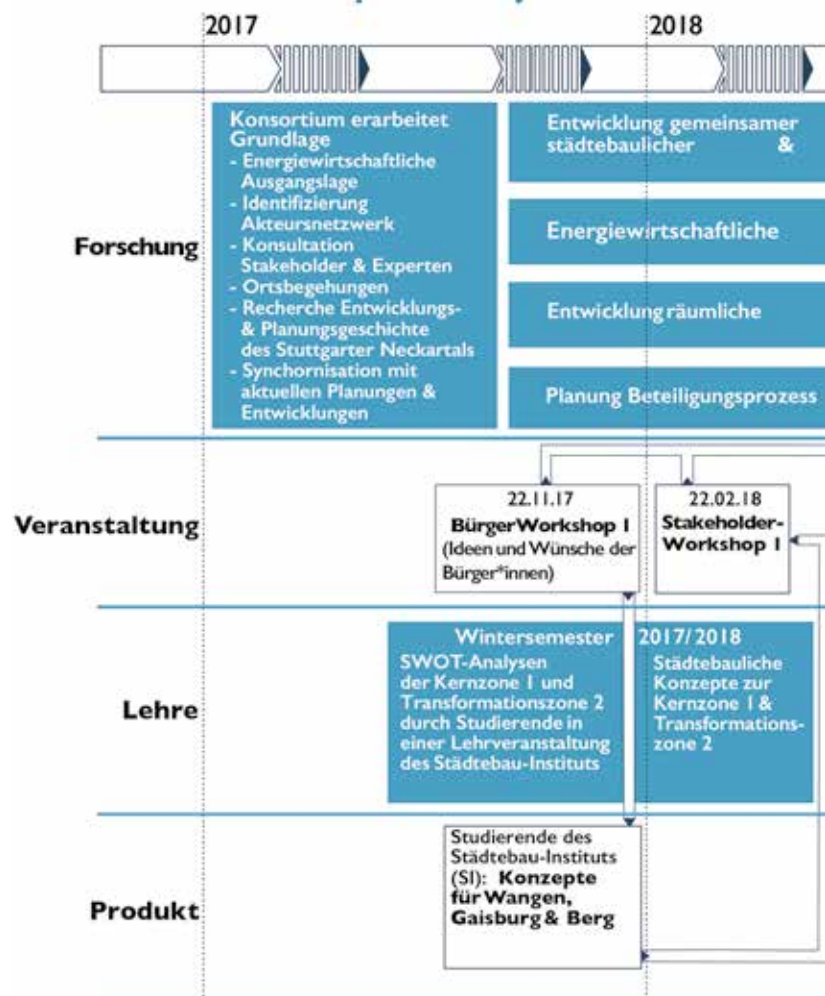 2017
2018
Forschung
Konsortium erarbeitet
Grundlage
- Energiewirtschaftliche
Ausgangslage
- Identifizierung
Akteursnetzwerk
- Konsultation
Stakeholder & Experten
- Ortsbegehungen
- Recherche Entwicklungs-
& Planungsgeschichte
des Stuttgarter Neckartals
- Synchornisation mit
aktuellen Planungen &
Entwicklungen
Entwicklung gemeinsamer
städtebaulicher &
Energiewirtschaftliche
Entwicklung räumliche
Planung Beteiligungsprozess
Veranstaltung
22.11.17
BürgerWorkshop 1
(Ideen und Wünsche der
Bürger*innen)
22.02.18
Stakeholder-
Workshop 1
Lehre
Wintersemester 2017/2018
SWOT-Analysen
der Kernzone 1 und
Transformationszone 2
durch Studierende in
einer Lehrveranstaltung
des Städtebau-Instituts
Städtebauliche
Konzepte zur
Kernzone 1 &
Transformations-
zone 2
Produkt
Studierende des
Städtebau-Instituts
(SI): Konzepte
für Wangen,
Gaisburg & Berg